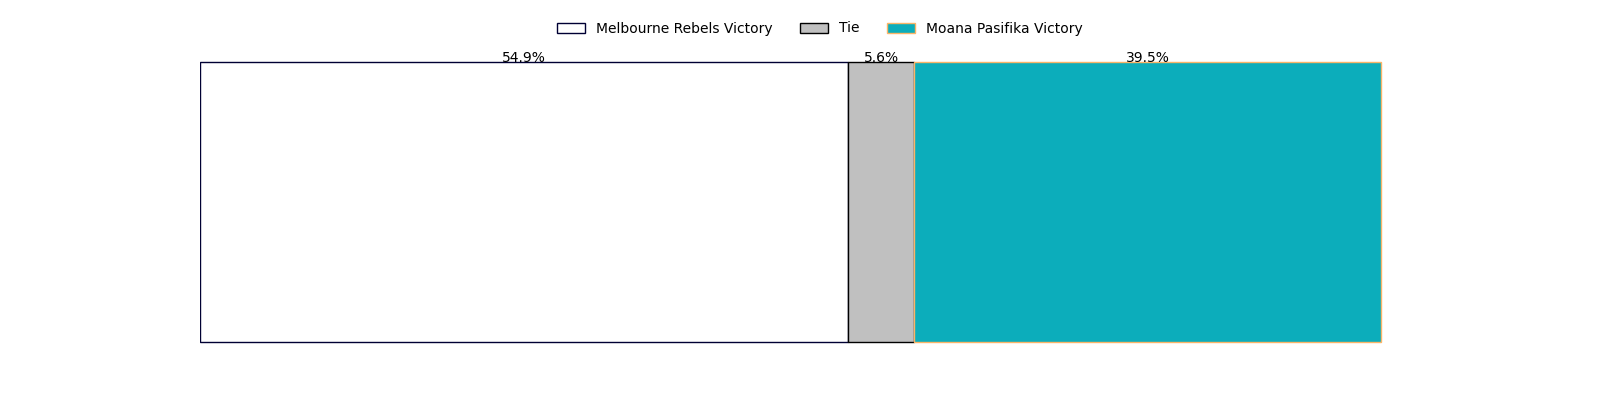 Melbourne Rebels Victory Tie Moana Pasifika Victory
54.9% 5.6% 39.5%